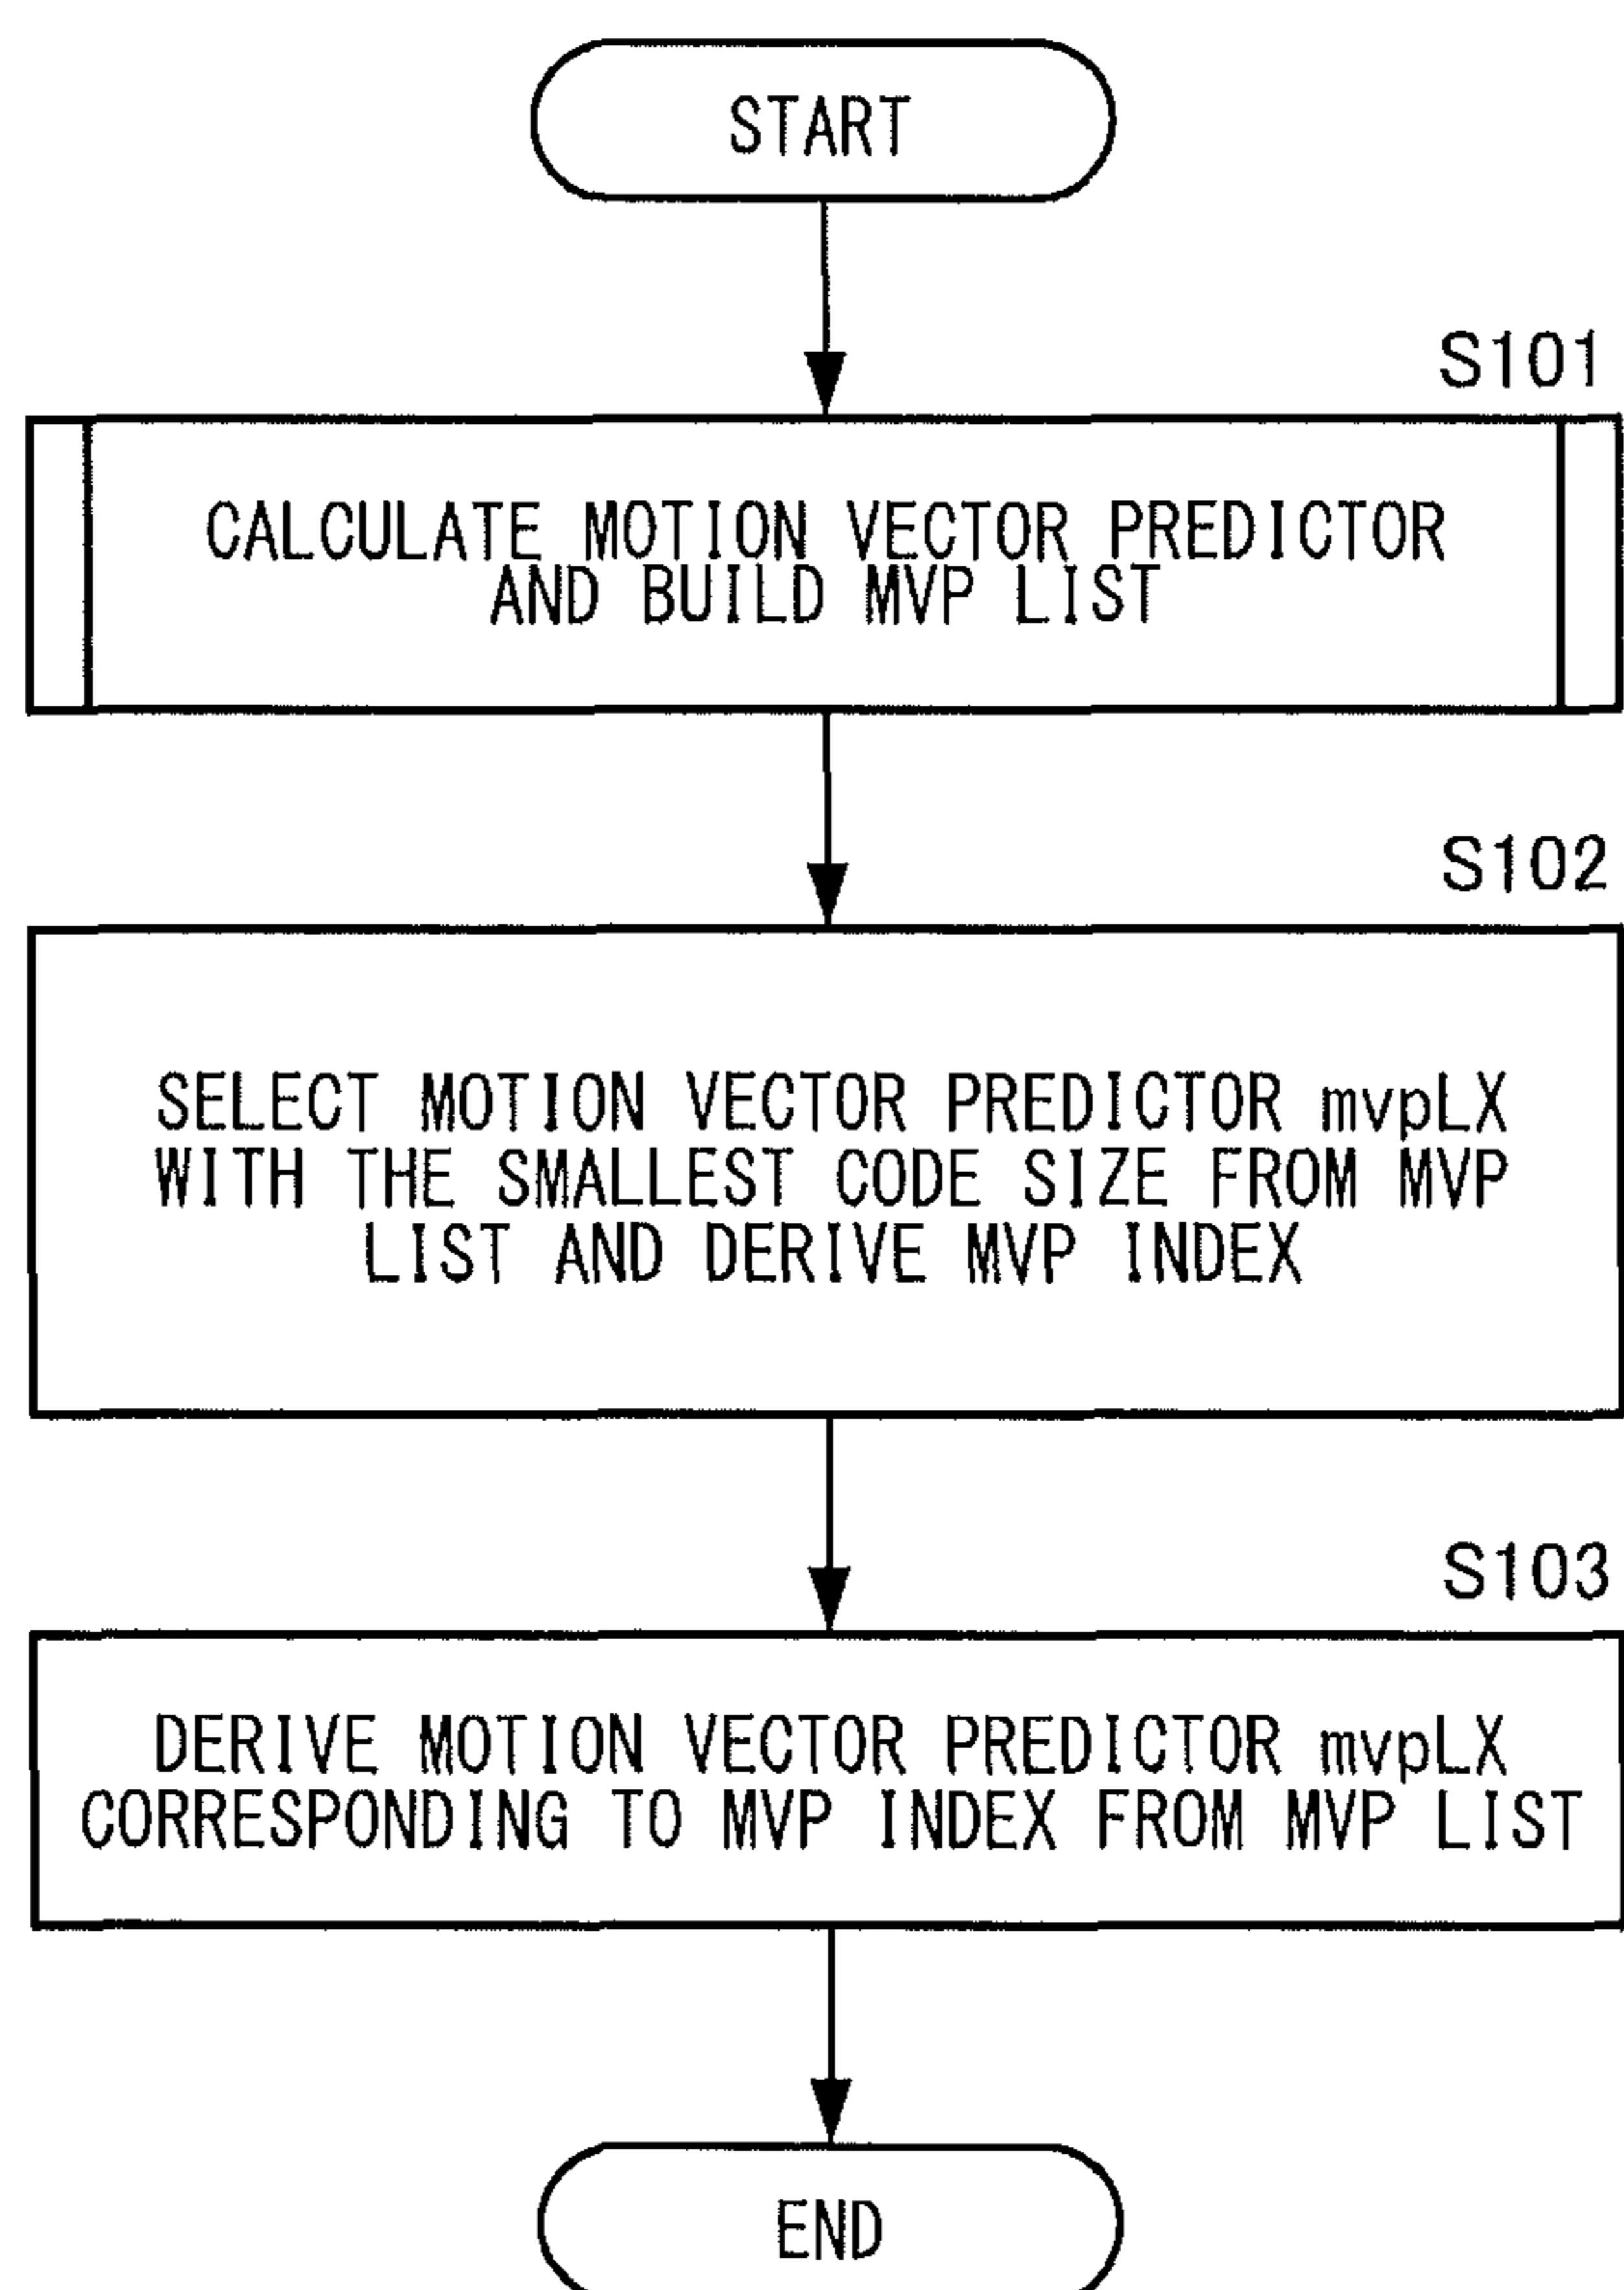 START
S101
CALCULATE MOTION VECTOR PREDICTOR
AND BUILD MVP LIST
S102
SELECT MOTION VECTOR PREDICTOR mvpLX
WITH THE SMALLEST CODE SIZE FROM MVP
LIST AND DERIVE MVP INDEX
S103
DERIVE MOTION VECTOR PREDICTOR mvpLX
CORRESPONDING TO MVP INDEX FROM MVP LIST
END